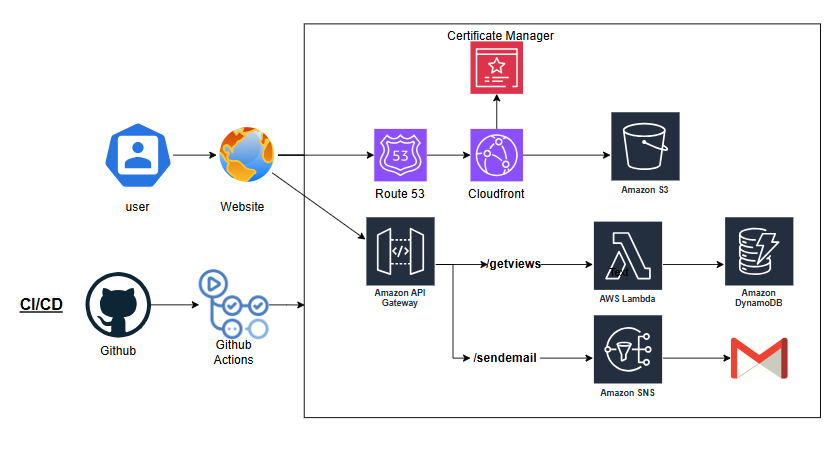 Certificate Manager
53
user
Website
Route 53
Cloudfront
Amazon S3
/getviews
Text
Amazon API
Gateway
AWS Lambda
Amazon
DynamoDB
CI/CD
Github
Github
Actions
/sendemail
Amazon SNS